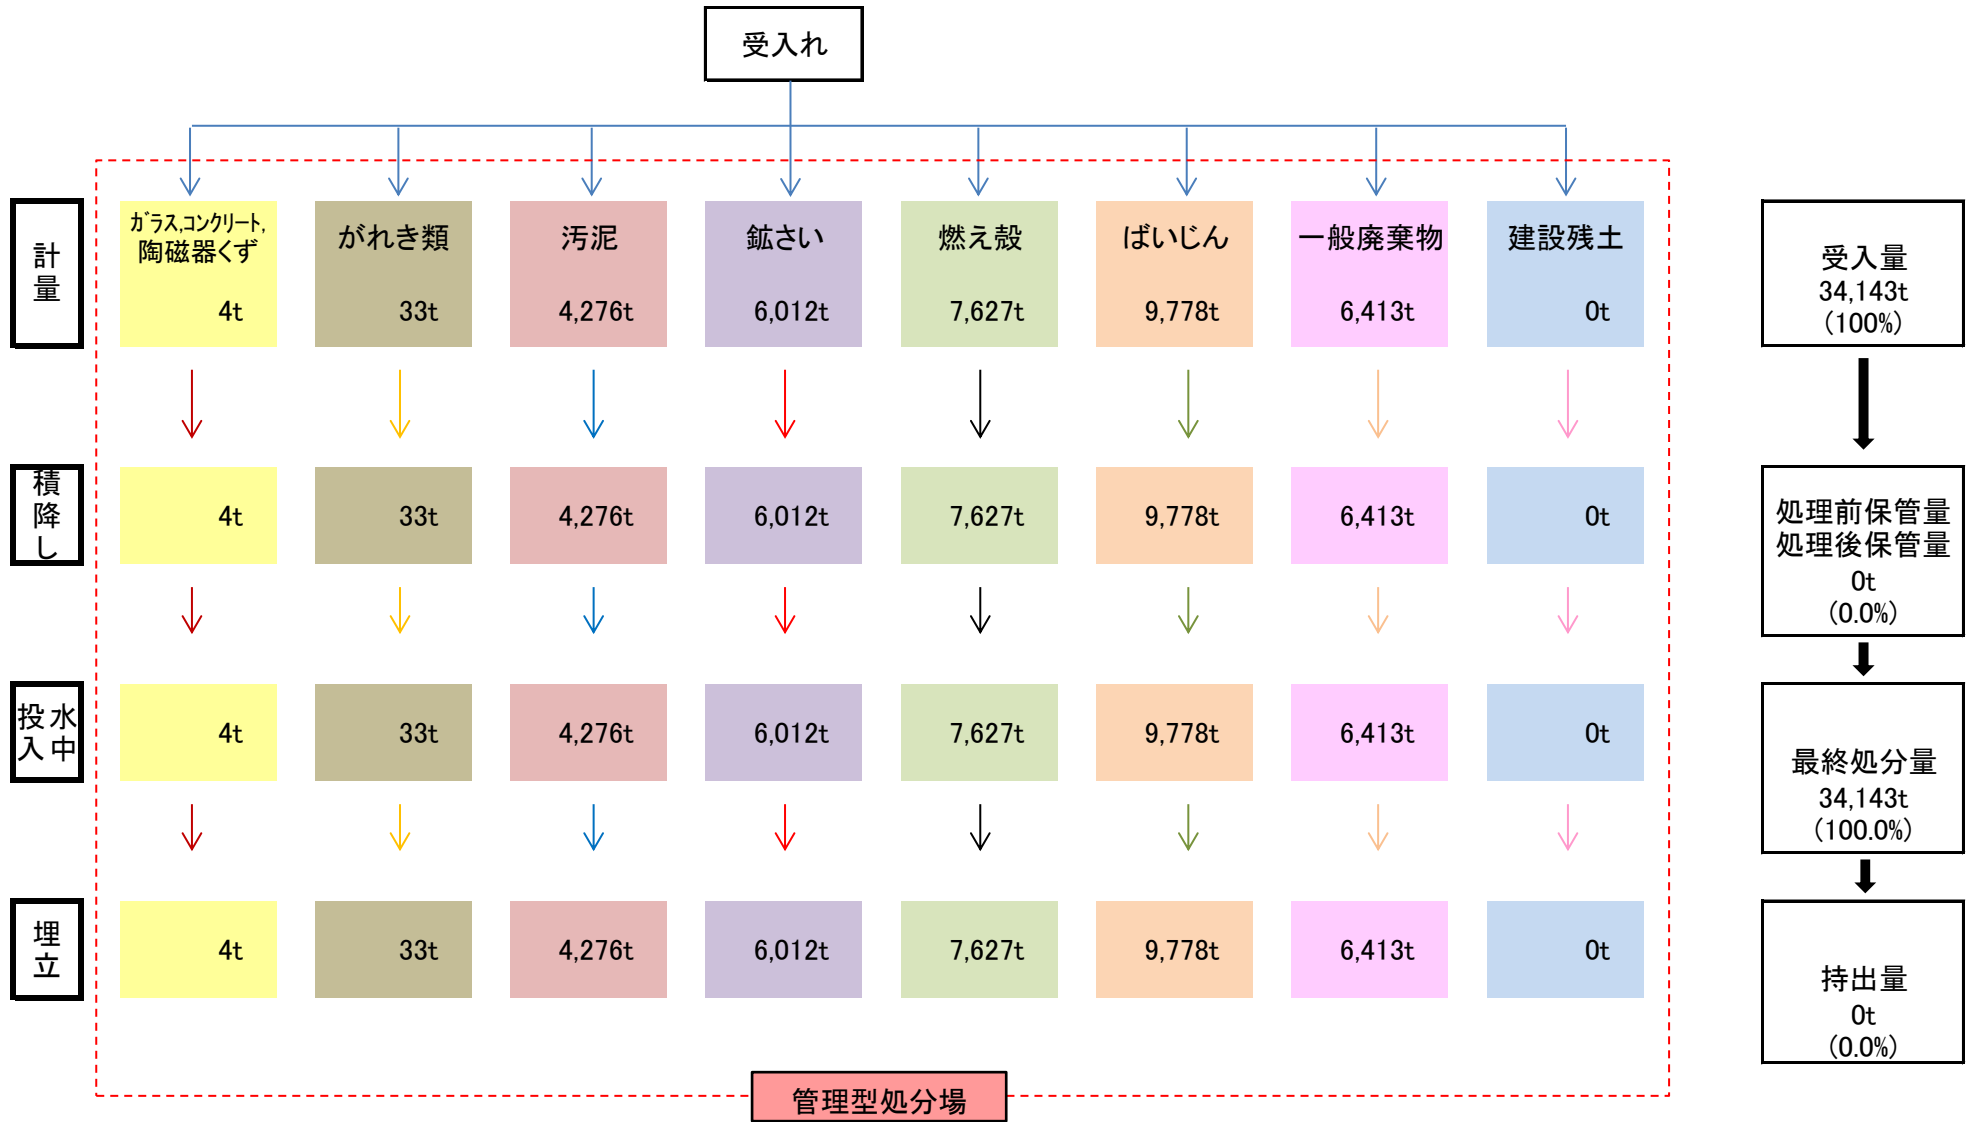 受入れ
計量
ガラス,コンクリート,
陶磁器くず
4t
がれき類
33t
汚泥
4,276t
鉱さい
6,012t
燃え殻
7,627t
ばいじん
9,778t
一般廃棄物
6,413t
建設残土
0t
受入量
34,143t
(100%)
積降し
4t
33t
4,276t
6,012t
7,627t
9,778t
6,413t
0t
処理前保管量
処理後保管量
0t
(0.0%)
水中
投入
4t
33t
4,276t
6,012t
7,627t
9,778t
6,413t
0t
最終処分量
34,143t
(100.0%)
埋立
4t
33t
4,276t
6,012t
7,627t
9,778t
6,413t
0t
持出量
0t
(0.0%)
管理型処分場